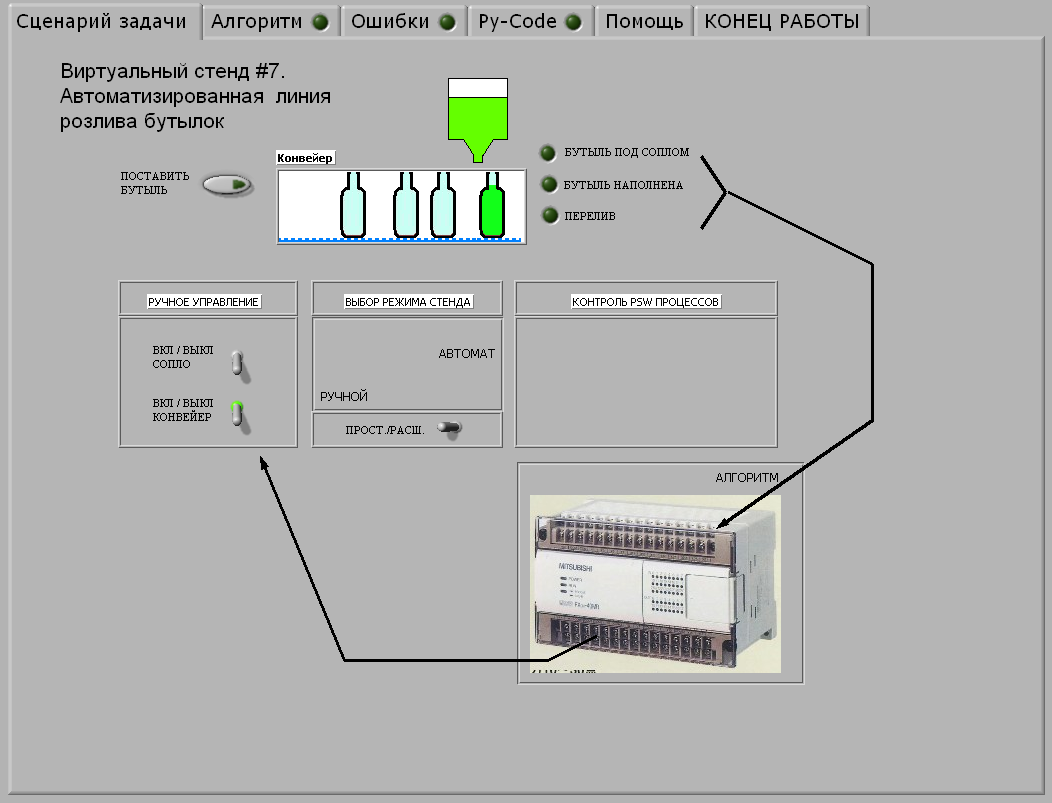 Сценарий задачи
Алгоритм
Ошибки
Py-Code
Помощь
КОНЕЦ РАБОТЫ
Виртуальный стенд #7.
Автоматизированная линия
розлива бутылок
Конвейер
ПОСТАВИТЬ
БУТЫЛЬ
БУТЫЛЬ ПОД СОПЛОМ
БУТЫЛЬ НАПОЛНЕНА
ПЕРЕЛИВ
РУЧНОЕ УПРАВЛЕНИЕ
ВКЛ / ВЫКЛ
СОПЛО
ВКЛ / ВЫКЛ
КОНВЕЙЕР
ВЫБОР РЕЖИМА СТЕНДА
АВТОМАТ
РУЧНОЙ
ПРОСТ./РАСШ.
КОНТРОЛЬ PSW ПРОЦЕССОВ
АЛГОРИТМ
MITSUBISHI
POWER
RUN